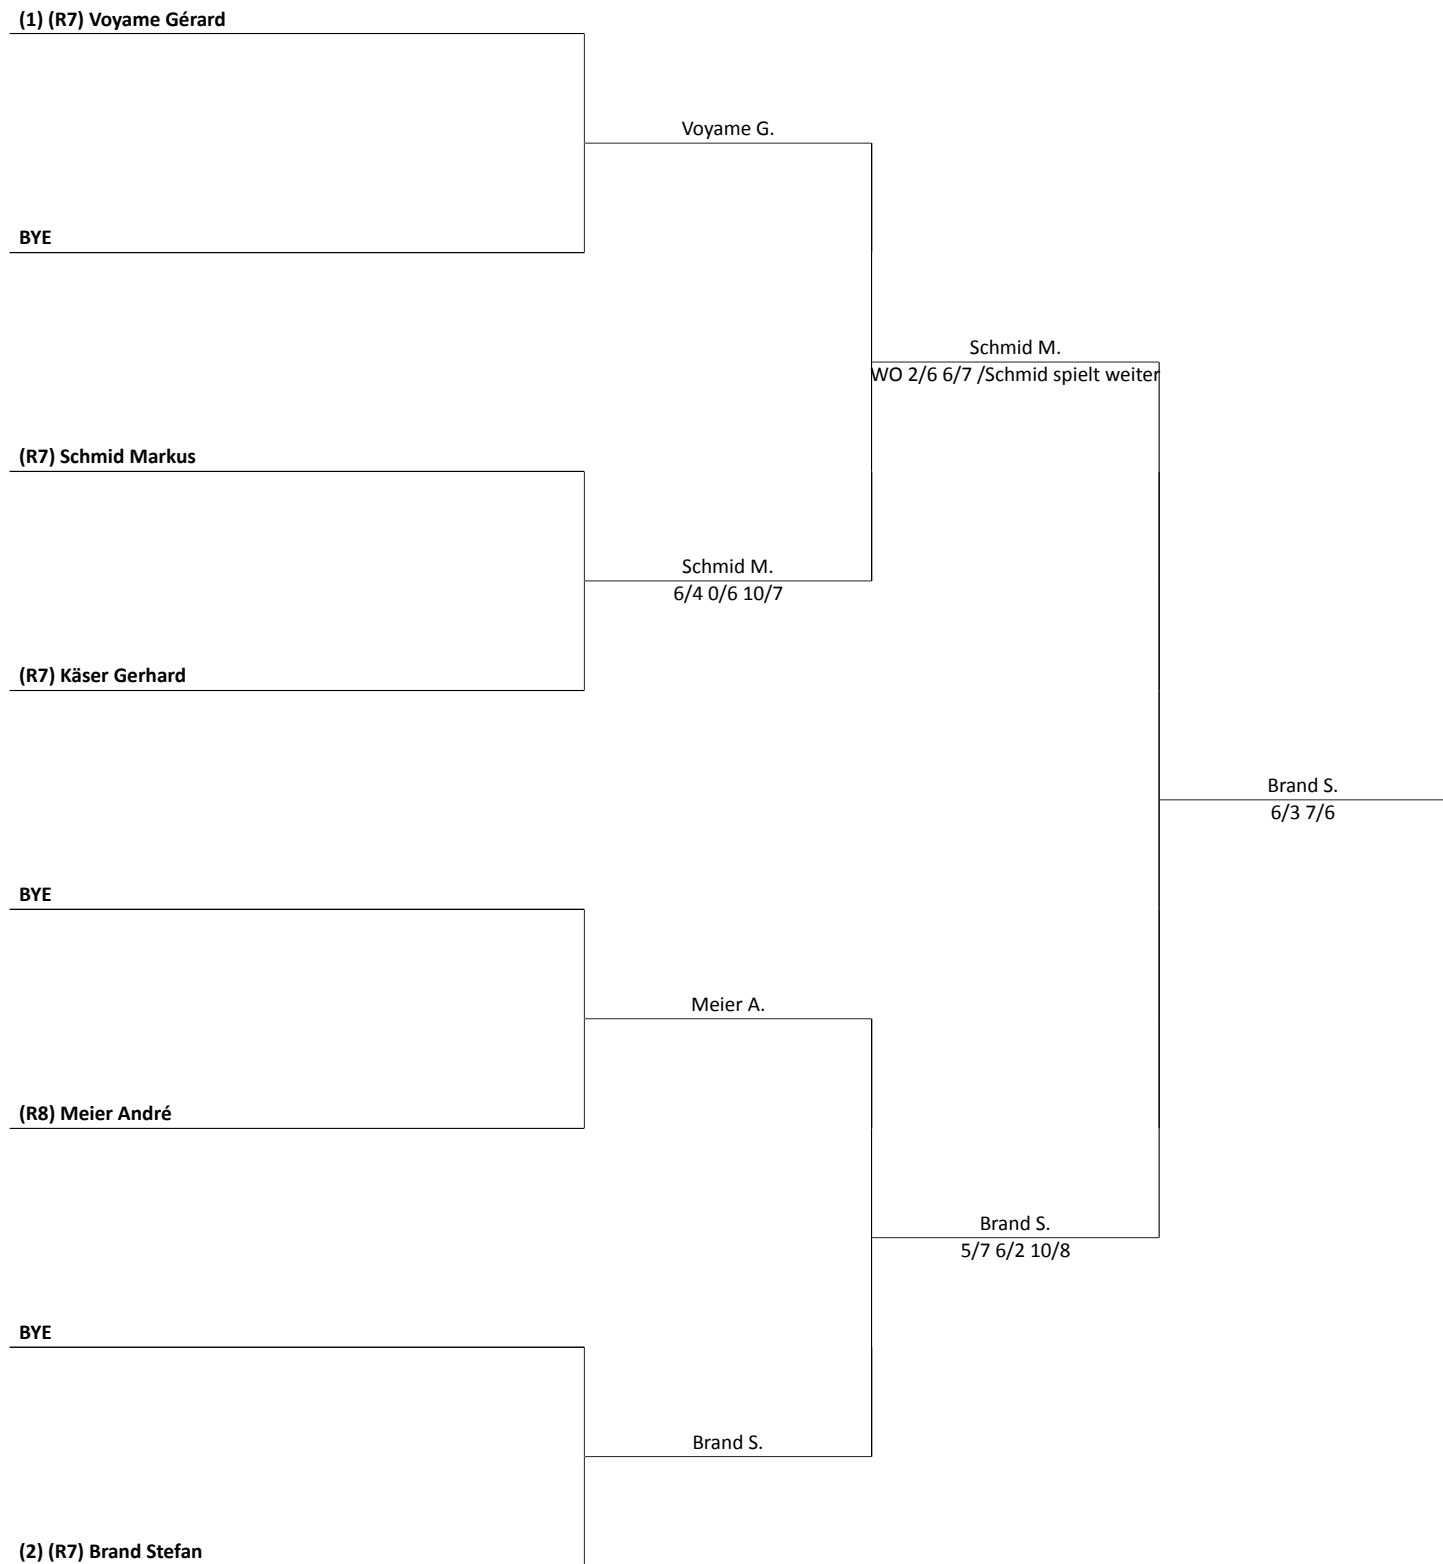 (1) (R7) Voyame Gérard
Voyame G.
BYE
Schmid M.
WO 2/6 6/7 /Schmid spielt weiter
(R7) Schmid Markus
Schmid M.
6/4 0/6 10/7
(R7) Käser Gerhard
Brand S.
6/3 7/6
BYE
Meier A.
(R8) Meier André
Brand S.
5/7 6/2 10/8
BYE
Brand S.
(2) (R7) Brand Stefan